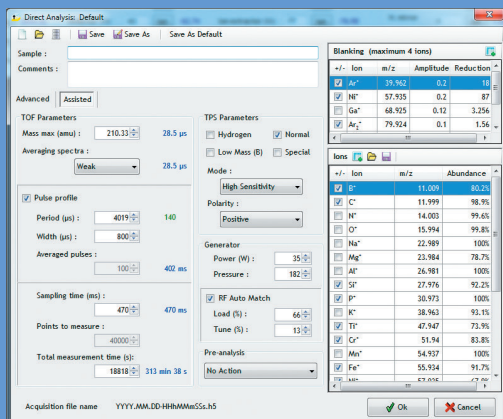 Direct Analysis: Default
Save Save As Save As Default
Sample :
Comments :
Advanced Assisted
TOF Parameters
Mass max (amu) : 210.33 28.5 µs
Averaging spectra :
Weak 28.5 µs
Pulse profile
Period (µs) : 4019 140
Width (µs) : 800
Averaged pulses :
100 402 ms
Sampling time (ms) :
470 470 ms
Points to measure :
40000
Total measurement time (s):
18818 313 min 38 s
TPS Parameters
Hydrogen Normal
Low Mass (B) Special
Mode :
High Sensitivity
Polarity :
Positive
Generator
Power (W) : 35
Pressure : 182
RF Auto Match
Load (%) : 66
Tune (%) : 13
Pre-analysis
No Action
Blanking (maximum 4 ions)
+/- Ion m/z Amplitude Reduction
Ar⁺ 39.962 0.2 18
Ni⁺ 57.935 0.2 87
Ga⁺ 68.925 0.12 3.256
Ar₂⁺ 79.924 0.1 1.56
Ions
+/- Ion m/z Abundance
B⁺ 11.009 80.2%
C⁺ 11.999 98.9%
N⁺ 14.003 99.6%
O⁺ 15.994 99.8%
Na⁺ 22.989 100%
Mg⁺ 23.984 78.7%
Al⁺ 26.981 100%
Si⁺ 27.976 92.2%
P⁺ 30.973 100%
K⁺ 38.963 93.1%
Ti⁺ 47.947 73.9%
Cr⁺ 51.94 83.8%
Mn⁺ 54.937 100%
Fe⁺ 55.934 91.7%
Ni⁺ 57.935 67.9%
Acquisition file name YYYY.MM.DD-HHhMMmSSs.h5
Ok Cancel